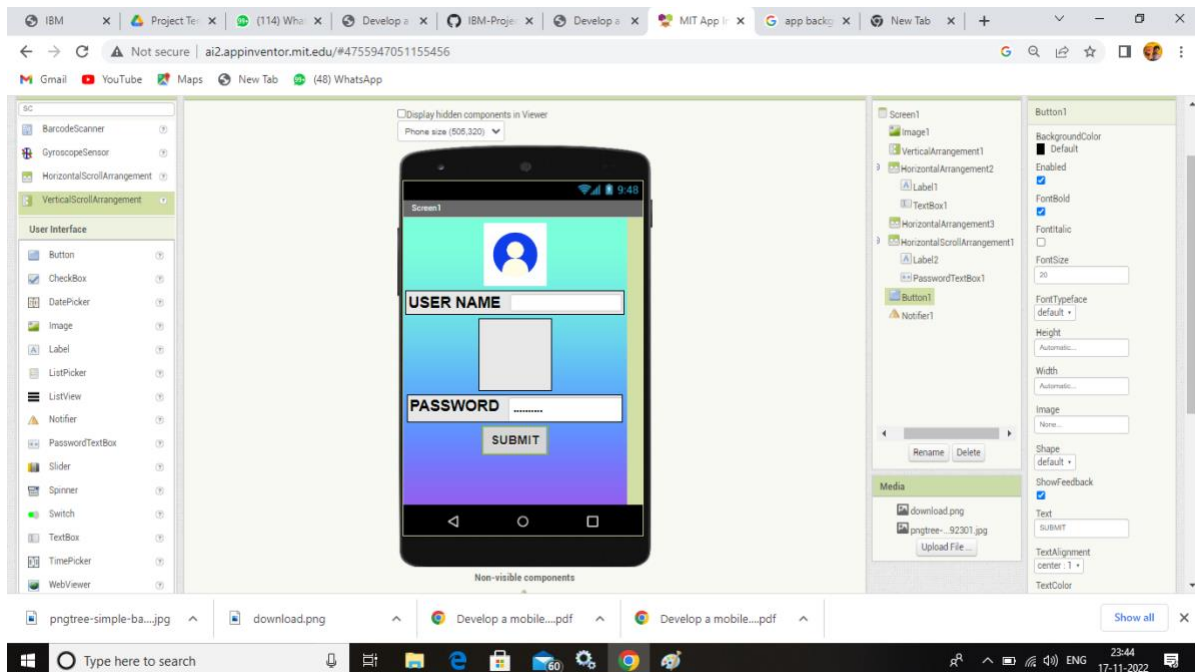 IBM
Project Ter
(114) Wha
Develop a
IBM-Proje
Develop a
MIT App I
app backg
New Tab
Not secure | ai2.appinventor.mit.edu/#4755947051155456
Gmail YouTube Maps New Tab (48) WhatsApp
sc
BarcodeScanner
GyroscopeSensor
HorizontalScrollArrangement
VerticalScrollArrangement
User Interface
Button
CheckBox
DatePicker
Image
Label
ListPicker
ListView
Notifier
PasswordTextBox
Slider
Spinner
Switch
TextBox
TimePicker
WebViewer
Display hidden components in Viewer
Phone size (505,320)
9:48
Screen1
USER NAME
PASSWORD ..........
SUBMIT
Non-visible components
Screen1
Image1
VerticalArrangement1
HorizontalArrangement2
Label1
TextBox1
HorizontalArrangement3
HorizontalScrollArrangement1
Label2
PasswordTextBox1
Button1
Notifier1
Rename Delete
Media
download.png
pngtree-...92301.jpg
Upload File ...
Button1
BackgroundColor
Default
Enabled
FontBold
FontItalic
FontSize
20
FontTypeface
default
Height
Automatic...
Width
Automatic...
Image
None...
Shape
default
ShowFeedback
Text
SUBMIT
TextAlignment
center : 1
TextColor
pngtree-simple-ba....jpg
download.png
Develop a mobile....pdf
Develop a mobile....pdf
Show all
Type here to search
60
ENG
23:44
17-11-2022